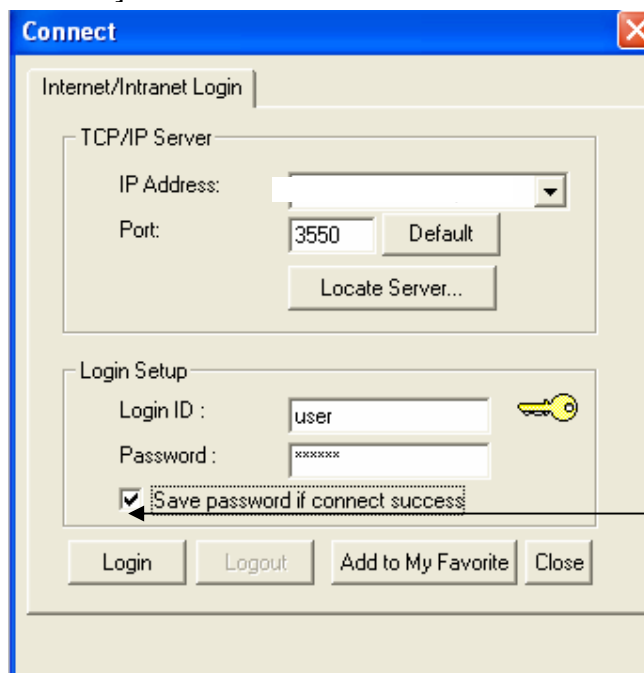 Connect
Internet/Intranet Login
TCP/IP Server
IP Address:
Port: 3550 Default
Locate Server...
Login Setup
Login ID : user
Password : ××××××
Save password if connect success
Login Logout Add to My Favorite Close